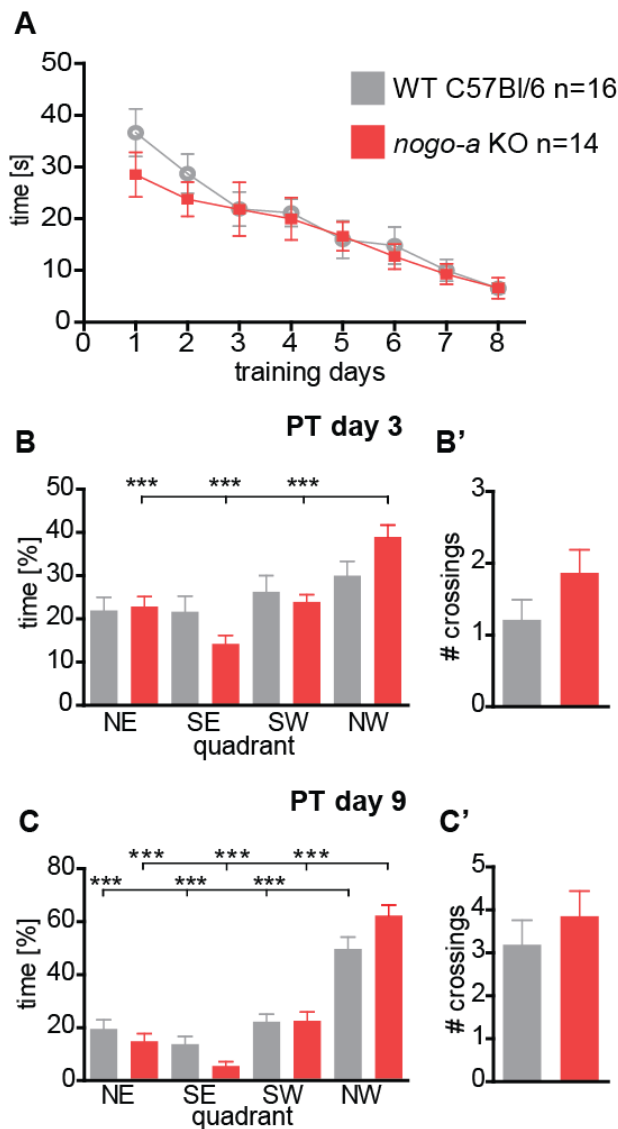 A
50
40
30
20
10
0
time [s]
WT C57Bl/6 n=16
nogo-a KO n=14
0 1 2 3 4 5 6 7 8
training days
PT day 3
B
*** *** ***
50
40
30
20
10
0
time [%]
NE SE SW NW
quadrant
B'
3
2
1
0
# crossings
PT day 9
C
*** *** ***
*** *** ***
80
60
40
20
0
time [%]
NE SE SW NW
quadrant
C'
5
4
3
2
1
0
# crossings